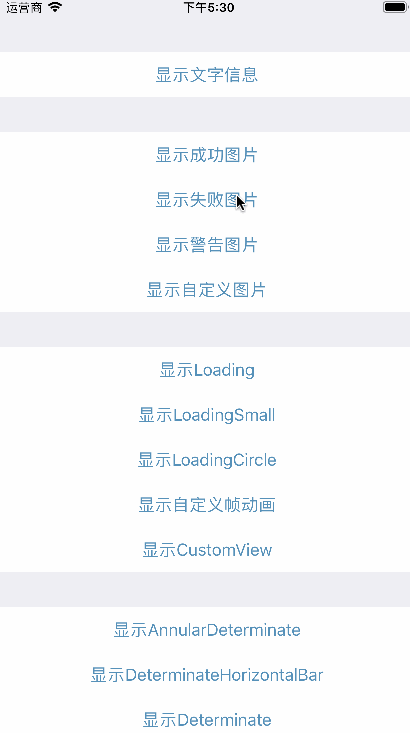 运营商 下午5:30
显示文字信息
显示成功图片
显示失败图片
显示警告图片
显示自定义图片
显示Loading
显示LoadingSmall
显示LoadingCircle
显示自定义帧动画
显示CustomView
显示AnnularDeterminate
显示DeterminateHorizontalBar
显示Determinate